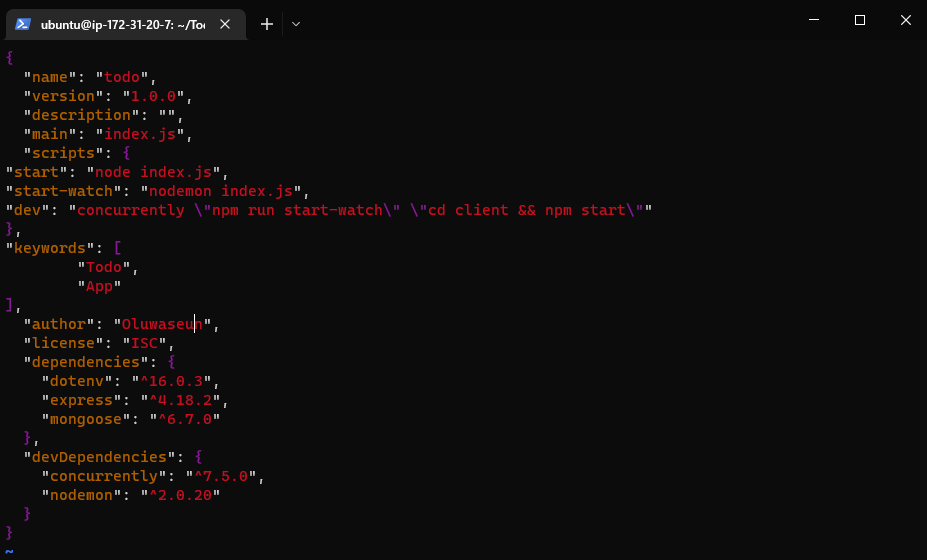 ubuntu@ip-172-31-20-7: ~/Too
{
  "name": "todo",
  "version": "1.0.0",
  "description": "",
  "main": "index.js",
  "scripts": {
"start": "node index.js",
"start-watch": "nodemon index.js",
"dev": "concurrently \"npm run start-watch\" \"cd client && npm start\""
},
"keywords": [
        "Todo",
        "App"
],
  "author": "Oluwaseun",
  "license": "ISC",
  "dependencies": {
    "dotenv": "^16.0.3",
    "express": "^4.18.2",
    "mongoose": "^6.7.0"
  },
  "devDependencies": {
    "concurrently": "^7.5.0",
    "nodemon": "^2.0.20"
  }
}
~